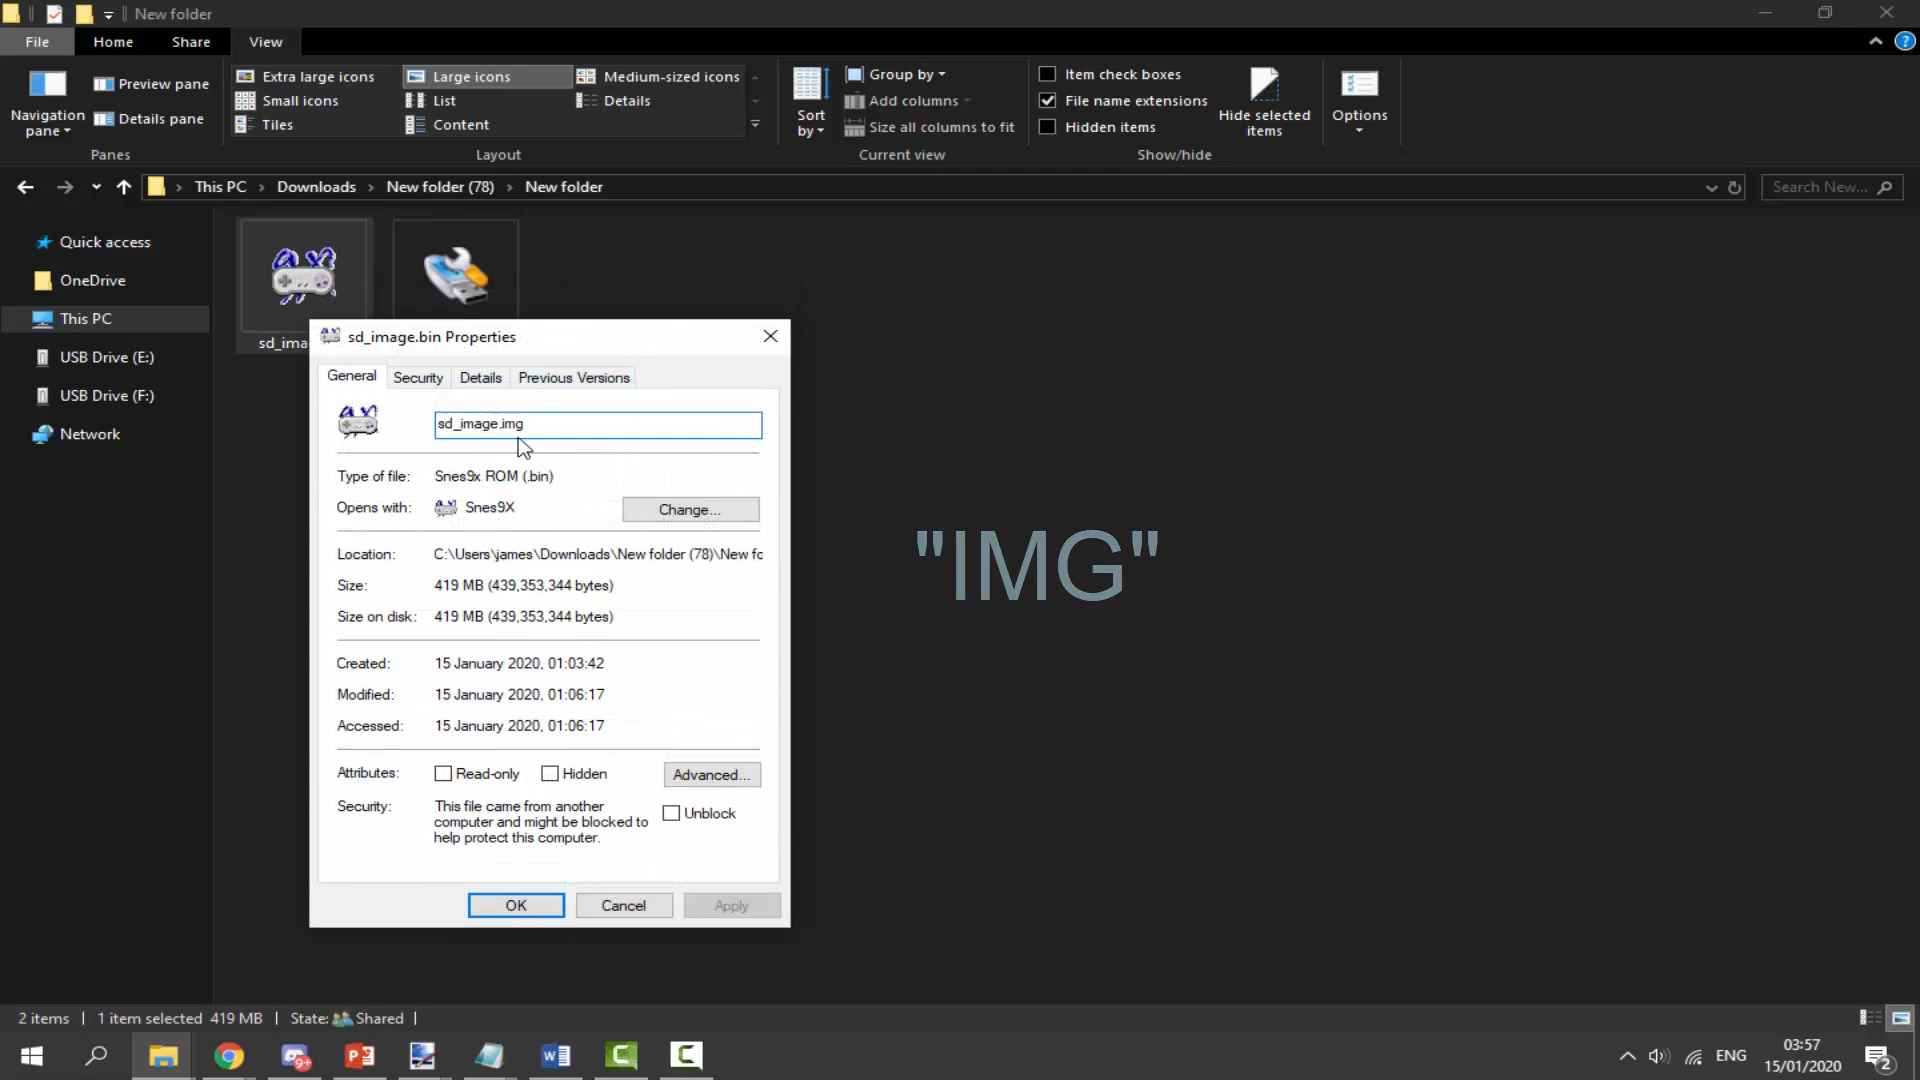 New folder
File
Home
Share
View
Navigation pane
Preview pane
Details pane
Panes
Extra large icons
Large icons
Medium-sized icons
Small icons
List
Details
Tiles
Content
Layout
Sort by
Group by
Add columns
Size all columns to fit
Current view
Item check boxes
File name extensions
Hidden items
Hide selected items
Show/hide
Options
This PC
Downloads
New folder (78)
New folder
Search New...
Quick access
OneDrive
This PC
USB Drive (E:)
USB Drive (F:)
Network
sd_ima
sd_image.bin Properties
General
Security
Details
Previous Versions
sd_image.img
Type of file: Snes9x ROM (.bin)
Opens with: Snes9X
Change...
Location: C:\Users\james\Downloads\New folder (78)\New fo
Size: 419 MB (439,353,344 bytes)
Size on disk: 419 MB (439,353,344 bytes)
Created: 15 January 2020, 01:03:42
Modified: 15 January 2020, 01:06:17
Accessed: 15 January 2020, 01:06:17
Attributes: Read-only Hidden Advanced...
Security: This file came from another
computer and might be blocked to
help protect this computer.
Unblock
OK
Cancel
Apply
"IMG"
2 items
1 item selected 419 MB
State: Shared
9+
ENG
03:57
15/01/2020
2